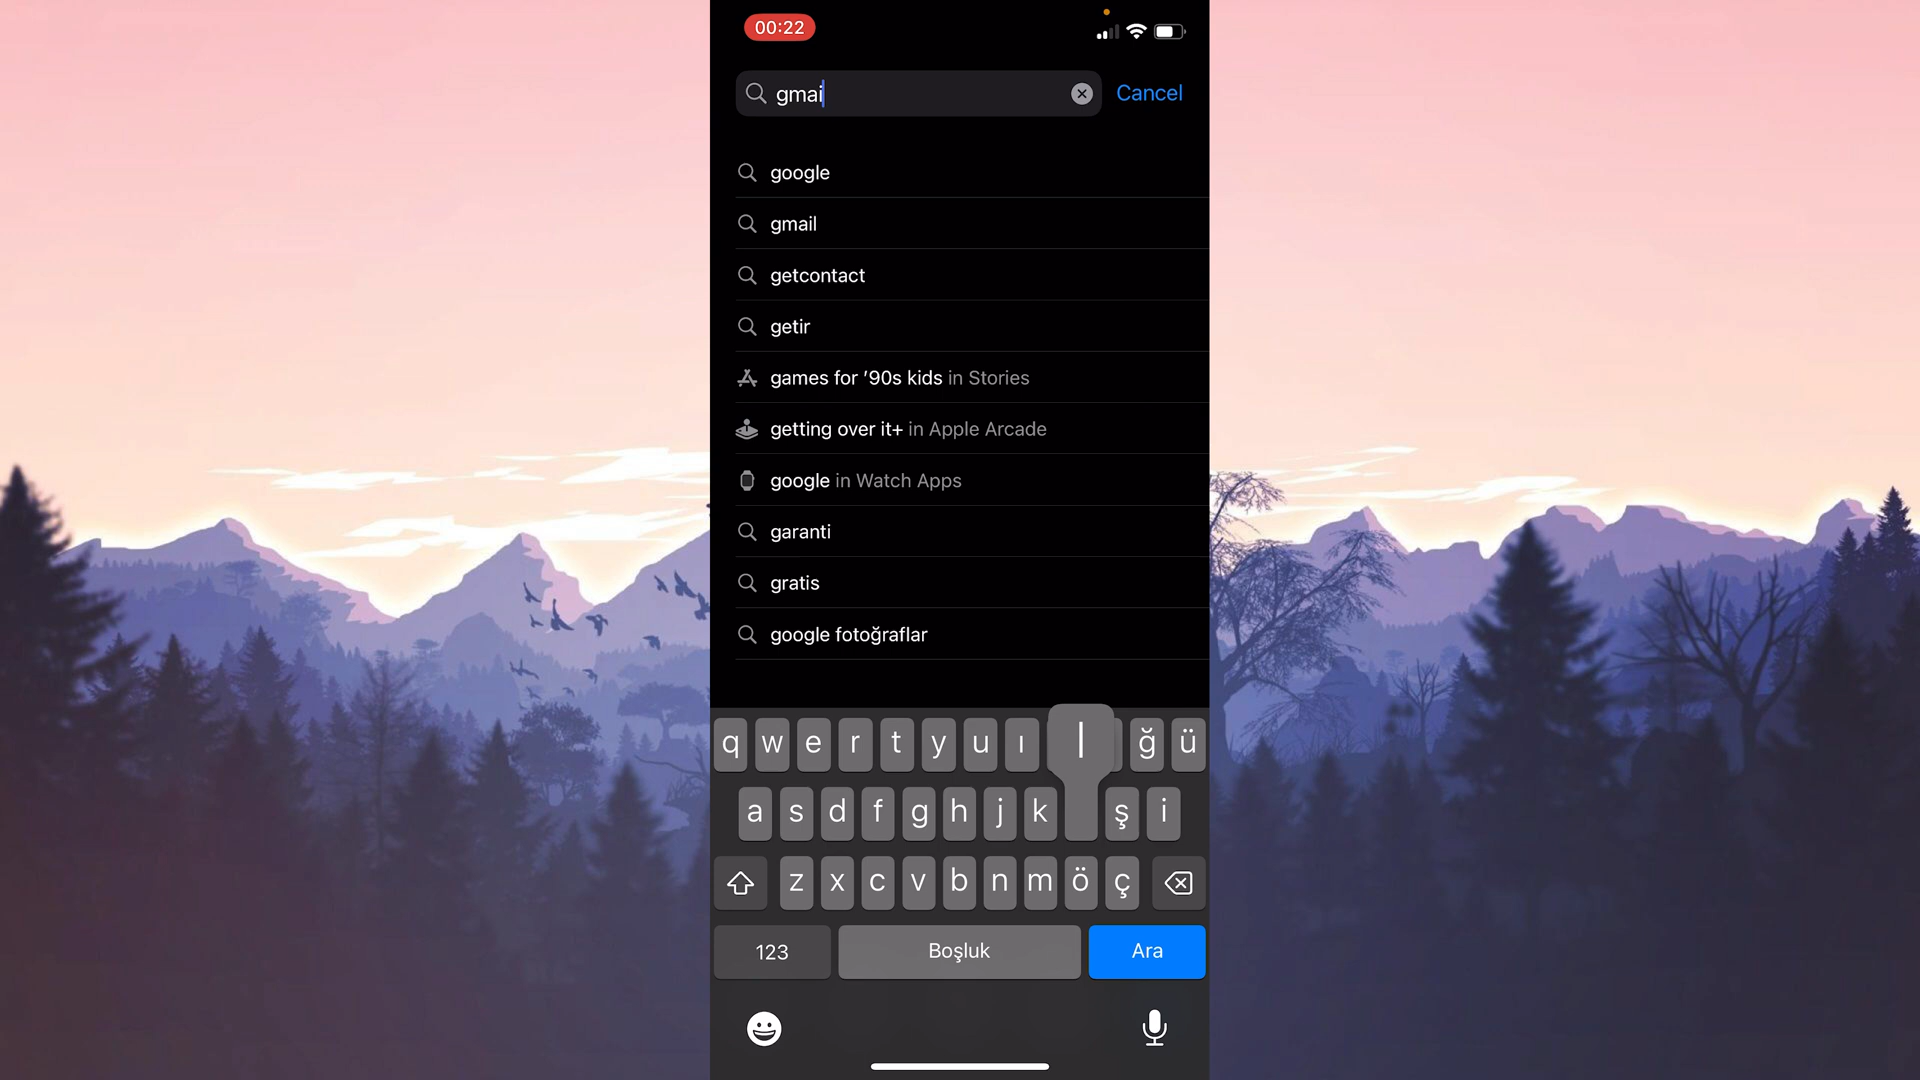 00:22
gmai
Cancel
google
gmail
getcontact
getir
games for '90s kids in Stories
getting over it+ in Apple Arcade
google in Watch Apps
garanti
gratis
google fotoğraflar
q w e r t y u ı l ğ ü
a s d f g h j k ş i
z x c v b n m ö ç
123 Boşluk Ara